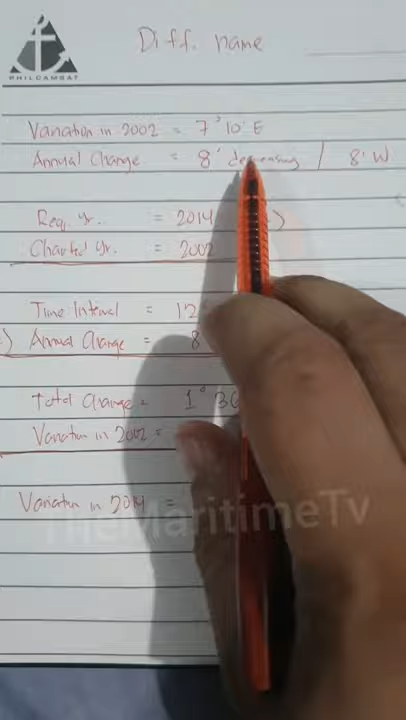 Diff. name
PHILCAMSAT
Variation in 2002 = 7° 10' E
Annual Change = 8' decreasing / 8' W
Req. yr. = 2014
Charted yr. = 2002
Time Interval = 12
Annual Change = 8
Total Change = 1° 36
Variation in 2002 =
Variation in 2014 =
TheMaritimeTv